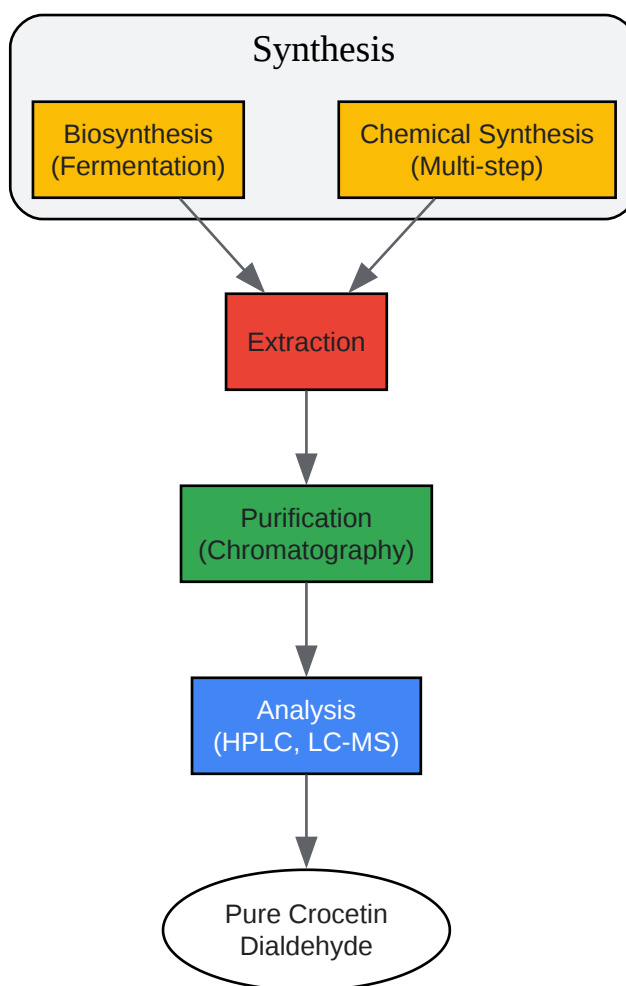 Synthesis
Biosynthesis
(Fermentation)
Chemical Synthesis
(Multi-step)
Extraction
Purification
(Chromatography)
Analysis
(HPLC, LC-MS)
Pure Crocetin
Dialdehyde